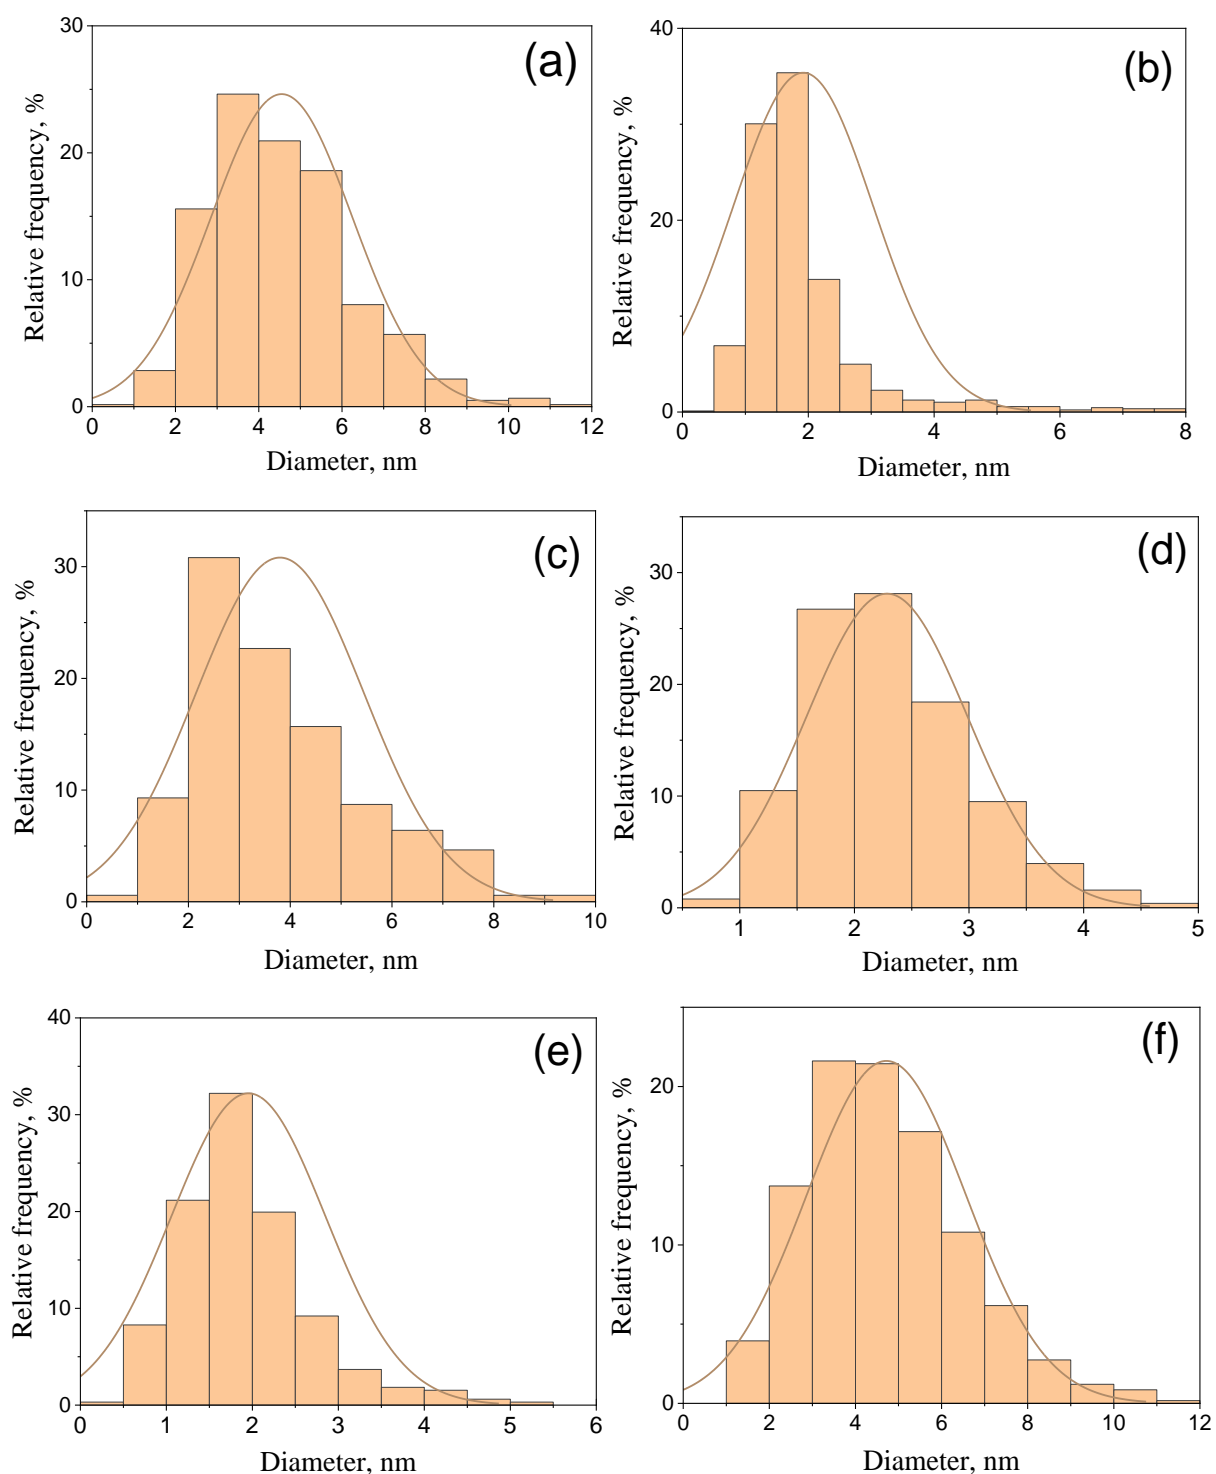 (a)
30
20
10
0
Relative frequency, %
0 2 4 6 8 10 12
Diameter, nm
(b)
40
20
0
Relative frequency, %
0 2 4 6 8
Diameter, nm
(c)
30
20
10
0
Relative frequency, %
0 2 4 6 8 10
Diameter, nm
(d)
30
20
10
0
Relative frequency, %
1 2 3 4 5
Diameter, nm
(e)
40
30
20
10
0
Relative frequency, %
0 1 2 3 4 5 6
Diameter, nm
(f)
20
10
0
Relative frequency, %
0 2 4 6 8 10 12
Diameter, nm